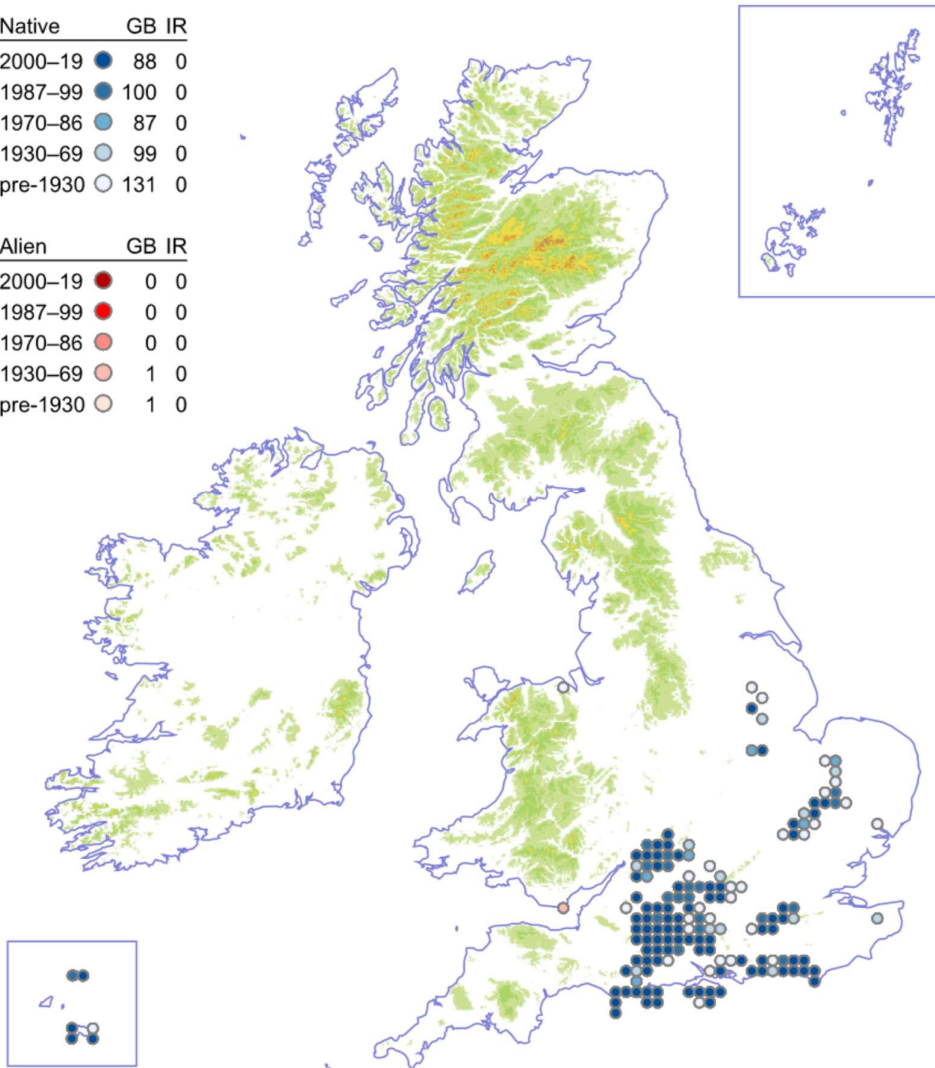 Native GB IR
2000–19 88 0
1987–99 100 0
1970–86 87 0
1930–69 99 0
pre-1930 131 0
Alien GB IR
2000–19 0 0
1987–99 0 0
1970–86 0 0
1930–69 1 0
pre-1930 1 0